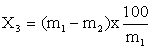 X₃ = (m₁ − m₂)x 100/m₁